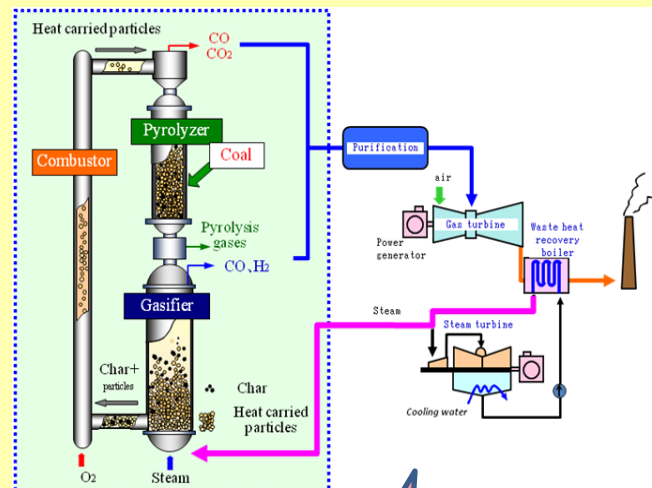 Heat carried particles
CO
CO2
Pyrolyzer
Coal
Combustor
Purification
air
Gas turbine
Waste heat
recovery
boiler
Power
generator
Pyrolysis
gases
CO、H2
Gasifier
Steam
Steam turbine
Char+
particles
Char
Heat carried
particles
Cooling water
O2
Steam